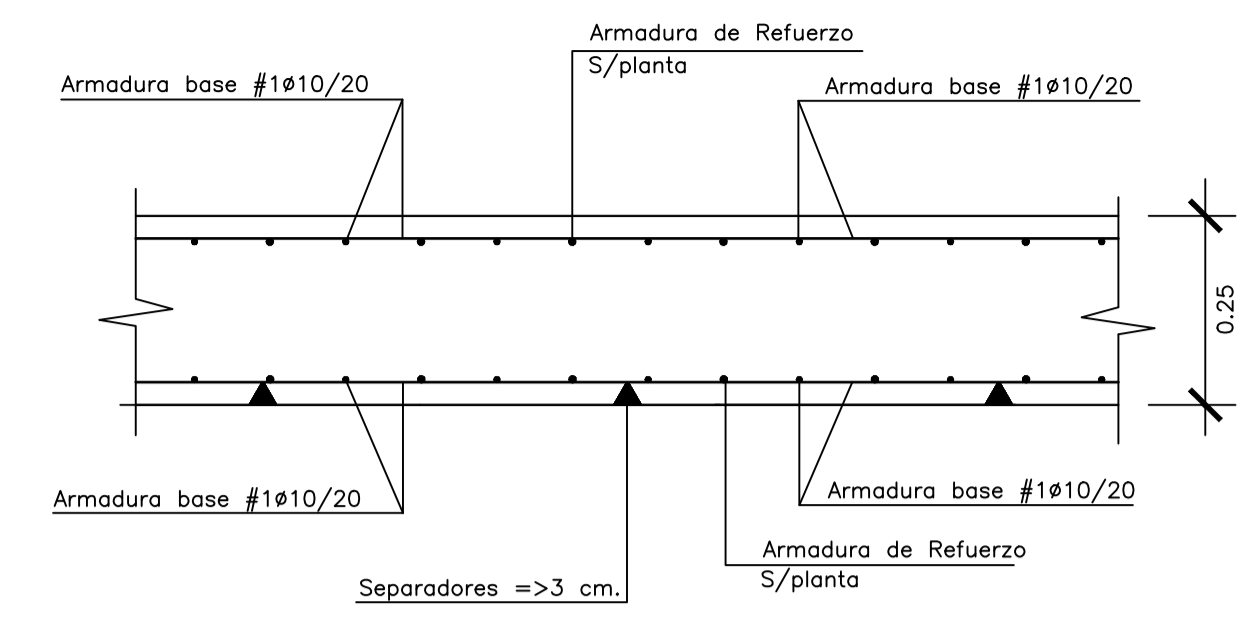 Armadura de Refuerzo
S/planta
Armadura base #1ø10/20
Armadura base #1ø10/20
0.25
Armadura base #1ø10/20
Armadura base #1ø10/20
Armadura de Refuerzo
S/planta
Separadores =>3 cm.